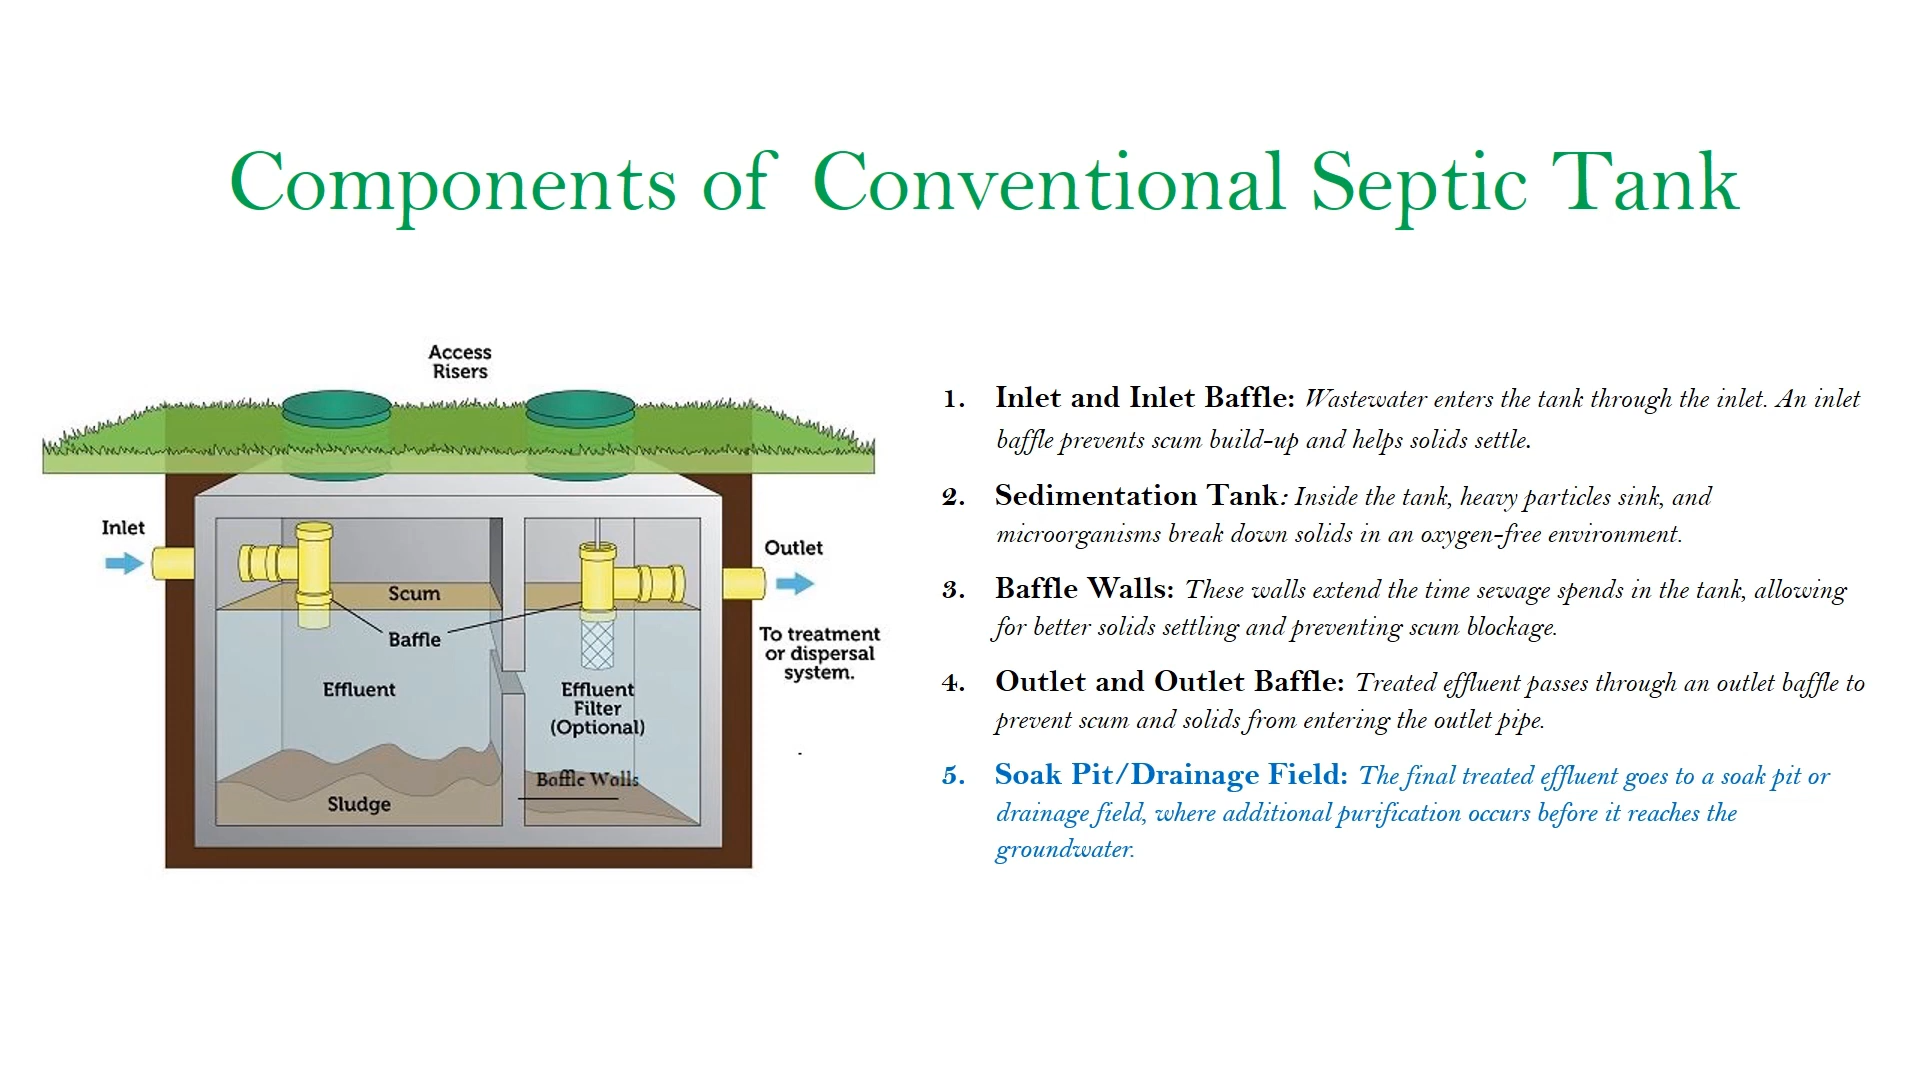 Components of Conventional Septic Tank
Access
Risers
Inlet
Scum
Baffle
Effluent
Sludge
Effluent
Filter
(Optional)
Baffle Walls
Outlet
To treatment
or dispersal
system.
1. Inlet and Inlet Baffle: Wastewater enters the tank through the inlet. An inlet
baffle prevents scum build-up and helps solids settle.
2. Sedimentation Tank: Inside the tank, heavy particles sink, and
microorganisms break down solids in an oxygen-free environment.
3. Baffle Walls: These walls extend the time sewage spends in the tank, allowing
for better solids settling and preventing scum blockage.
4. Outlet and Outlet Baffle: Treated effluent passes through an outlet baffle to
prevent scum and solids from entering the outlet pipe.
5. Soak Pit/Drainage Field: The final treated effluent goes to a soak pit or
drainage field, where additional purification occurs before it reaches the
groundwater.